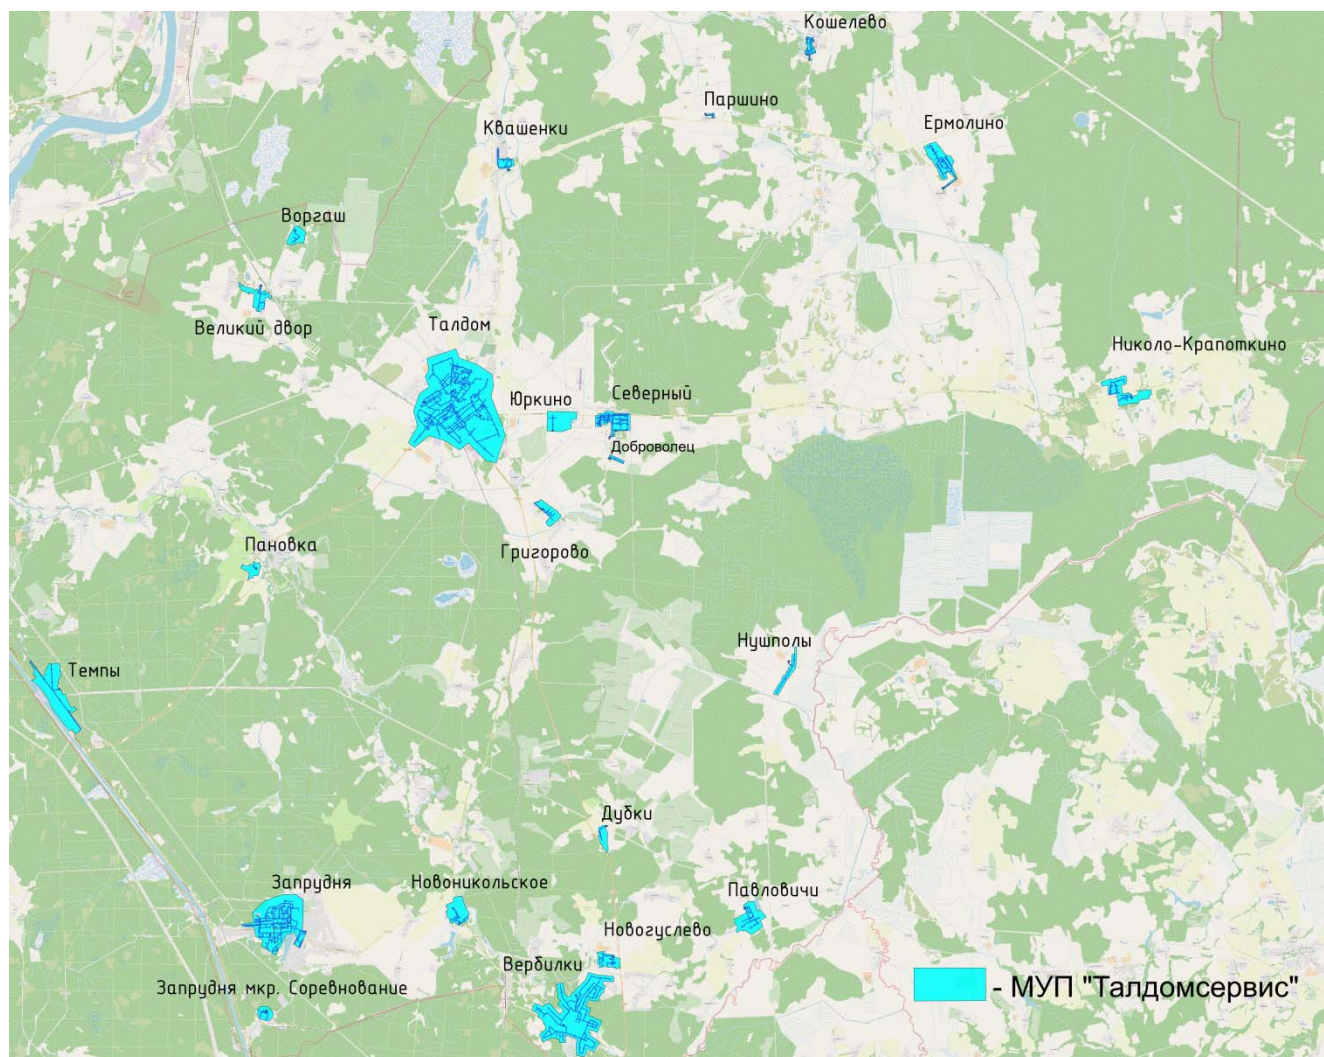 Кошелево
Паршино
Ермолино
Квашенки
Воргаш
Великий двор
Талдом
Николо-Крапоткино
Юркино
Северный
Доброволец
Григорово
Пановка
Нушполы
Темпы
Дубки
Запрудня
Новоникольское
Павловичи
Новогуслево
Вербилки
Запрудня мкр. Соревнование
- МУП "Талдомсервис"